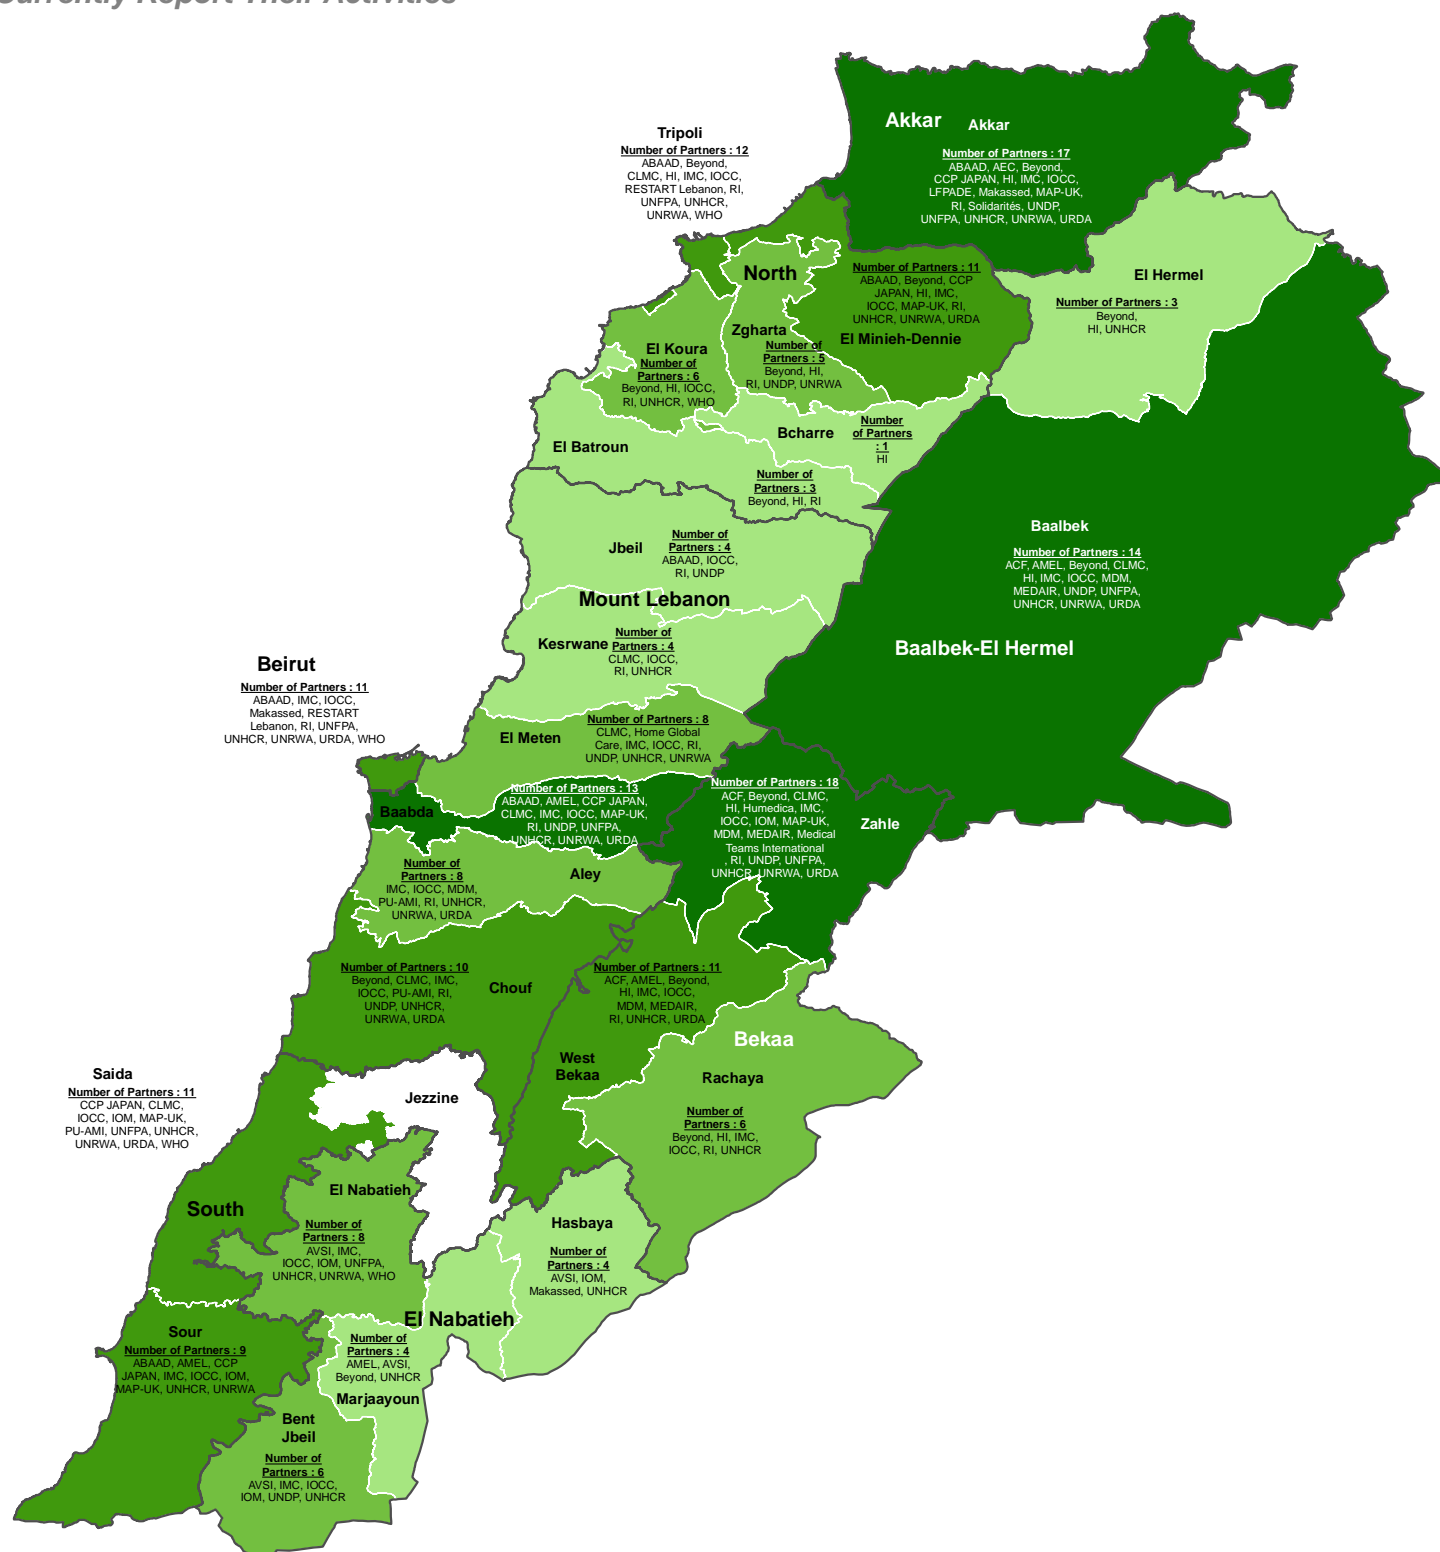 Currently Report Their Activities
Akkar
Akkar
Number of Partners : 17
ABAAD, AEC, Beyond,
CCP JAPAN, HI, IMC, IOCC,
LFPADE, Makassed, MAP-UK,
RI, Solidarités, UNDP,
UNFPA, UNHCR, UNRWA, URDA
Tripoli
Number of Partners : 12
ABAAD, Beyond,
CLMC, HI, IMC, IOCC,
RESTART Lebanon, RI,
UNFPA, UNHCR,
UNRWA, WHO
North
Number of Partners : 11
ABAAD, Beyond, CCP
JAPAN, HI, IMC,
IOCC, MAP-UK, RI,
UNHCR, UNRWA, URDA
El Minieh-Dennie
El Hermel
Number of Partners : 3
Beyond,
HI, UNHCR
Zgharta
Number of
Partners : 5
Beyond, HI,
RI, UNDP, UNRWA
El Koura
Number of
Partners : 6
Beyond, HI, IOCC,
RI, UNHCR, WHO
Bcharre
Number
of Partners
: 1
HI
El Batroun
Number of
Partners : 3
Beyond, HI, RI
Jbeil
Number of
Partners : 4
ABAAD, IOCC,
RI, UNDP
Baalbek
Number of Partners : 14
ACF, AMEL, Beyond, CLMC,
HI, IMC, IOCC, MDM,
MEDAIR, UNDP, UNFPA,
UNHCR, UNRWA, URDA
Baalbek-El Hermel
Mount Lebanon
Kesrwane
Number of
Partners : 4
CLMC, IOCC,
RI, UNHCR
Beirut
Number of Partners : 11
ABAAD, IMC, IOCC,
Makassed, RESTART
Lebanon, RI, UNFPA,
UNHCR, UNRWA, URDA, WHO
El Meten
Number of Partners : 8
CLMC, Home Global
Care, IMC, IOCC, RI,
UNDP, UNHCR, UNRWA
Baabda
Number of Partners : 13
ABAAD, AMEL, CCP JAPAN,
CLMC, IMC, IOCC, MAP-UK,
RI, UNDP, UNFPA,
UNHCR, UNRWA, URDA
Number of Partners : 18
ACF, Beyond, CLMC,
HI, Humedica, IMC,
IOCC, IOM, MAP-UK,
MDM, MEDAIR, Medical
Teams International
, RI, UNDP, UNFPA,
UNHCR, UNRWA, URDA
Zahle
Aley
Number of
Partners : 8
IMC, IOCC, MDM,
PU-AMI, RI, UNHCR,
UNRWA, URDA
Number of Partners : 10
Beyond, CLMC, IMC,
IOCC, PU-AMI, RI,
UNDP, UNHCR,
UNRWA, URDA
Chouf
Number of Partners : 11
ACF, AMEL, Beyond,
HI, IMC, IOCC,
MDM, MEDAIR,
RI, UNHCR, URDA
West
Bekaa
Bekaa
Rachaya
Number of
Partners : 6
Beyond, HI, IMC,
IOCC, RI, UNHCR
Saida
Number of Partners : 11
CCP JAPAN, CLMC,
IOCC, IOM, MAP-UK,
PU-AMI, UNFPA, UNHCR,
UNRWA, URDA, WHO
Jezzine
South
El Nabatieh
Number of
Partners : 8
AVSI, IMC,
IOCC, IOM, UNFPA,
UNHCR, UNRWA, WHO
Hasbaya
Number of
Partners : 4
AVSI, IOM,
Makassed, UNHCR
El Nabatieh
Sour
Number of Partners : 9
ABAAD, AMEL, CCP
JAPAN, IMC, IOCC, IOM,
MAP-UK, UNHCR, UNRWA
Number of
Partners : 4
AMEL, AVSI,
Beyond, UNHCR
Marjaayoun
Bent
Jbeil
Number of
Partners : 6
AVSI, IMC, IOCC,
IOM, UNDP, UNHCR